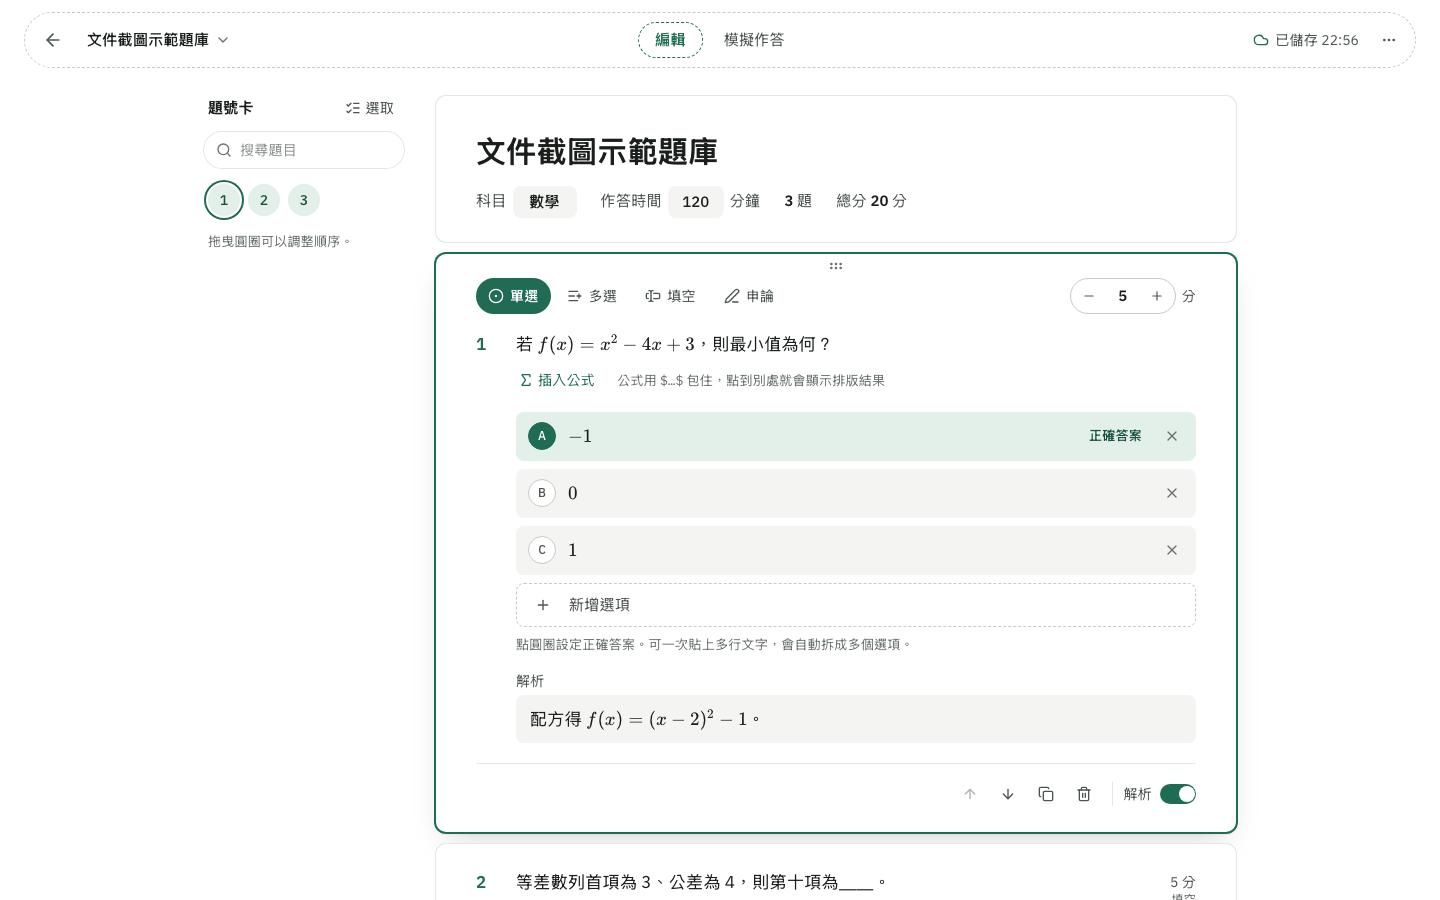 文件截圖示範題庫
編輯
模擬作答
已儲存 22:56
題號卡
選取
搜尋題目
1 2 3
拖曳圓圈可以調整順序。
文件截圖示範題庫
科目 數學 作答時間 120 分鐘 3 題 總分 20 分
單選 多選 填空 申論 − 5 + 分
1 若 f(x) = x² − 4x + 3，則最小值為何？
Σ 插入公式 公式用 $…$ 包住，點到別處就會顯示排版結果
A −1 正確答案
B 0
C 1
+ 新增選項
點圓圈設定正確答案。可一次貼上多行文字，會自動拆成多個選項。
解析
配方得 f(x) = (x − 2)² − 1。
解析
2 等差數列首項為 3、公差為 4，則第十項為____。 5 分
填空